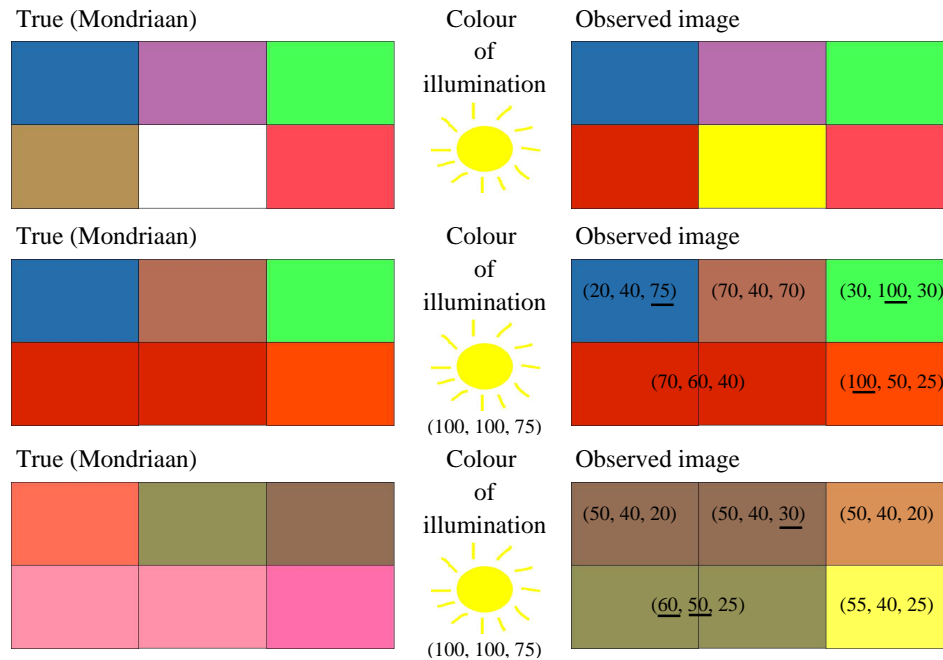 True (Mondriaan)
Colour
of
illumination
Observed image
True (Mondriaan)
Colour
of
illumination
(100, 100, 75)
Observed image
(20, 40, 75)
(70, 40, 70)
(30, 100, 30)
(70, 60, 40)
(100, 50, 25)
True (Mondriaan)
Colour
of
illumination
(100, 100, 75)
Observed image
(50, 40, 20)
(50, 40, 30)
(50, 40, 20)
(60, 50, 25)
(55, 40, 25)